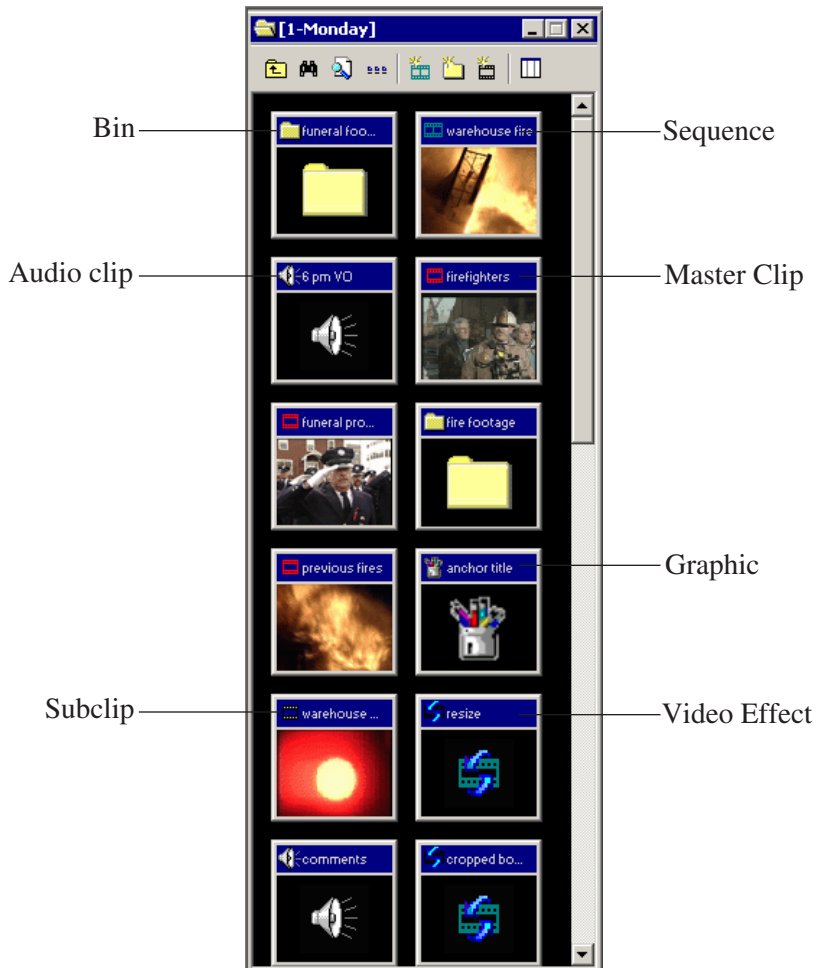 [1-Monday]
Bin
funeral foo...
warehouse fire
Sequence
Audio clip
6 pm VO
firefighters
Master Clip
funeral pro...
fire footage
previous fires
anchor title
Graphic
Subclip
warehouse ...
resize
Video Effect
comments
cropped bo...